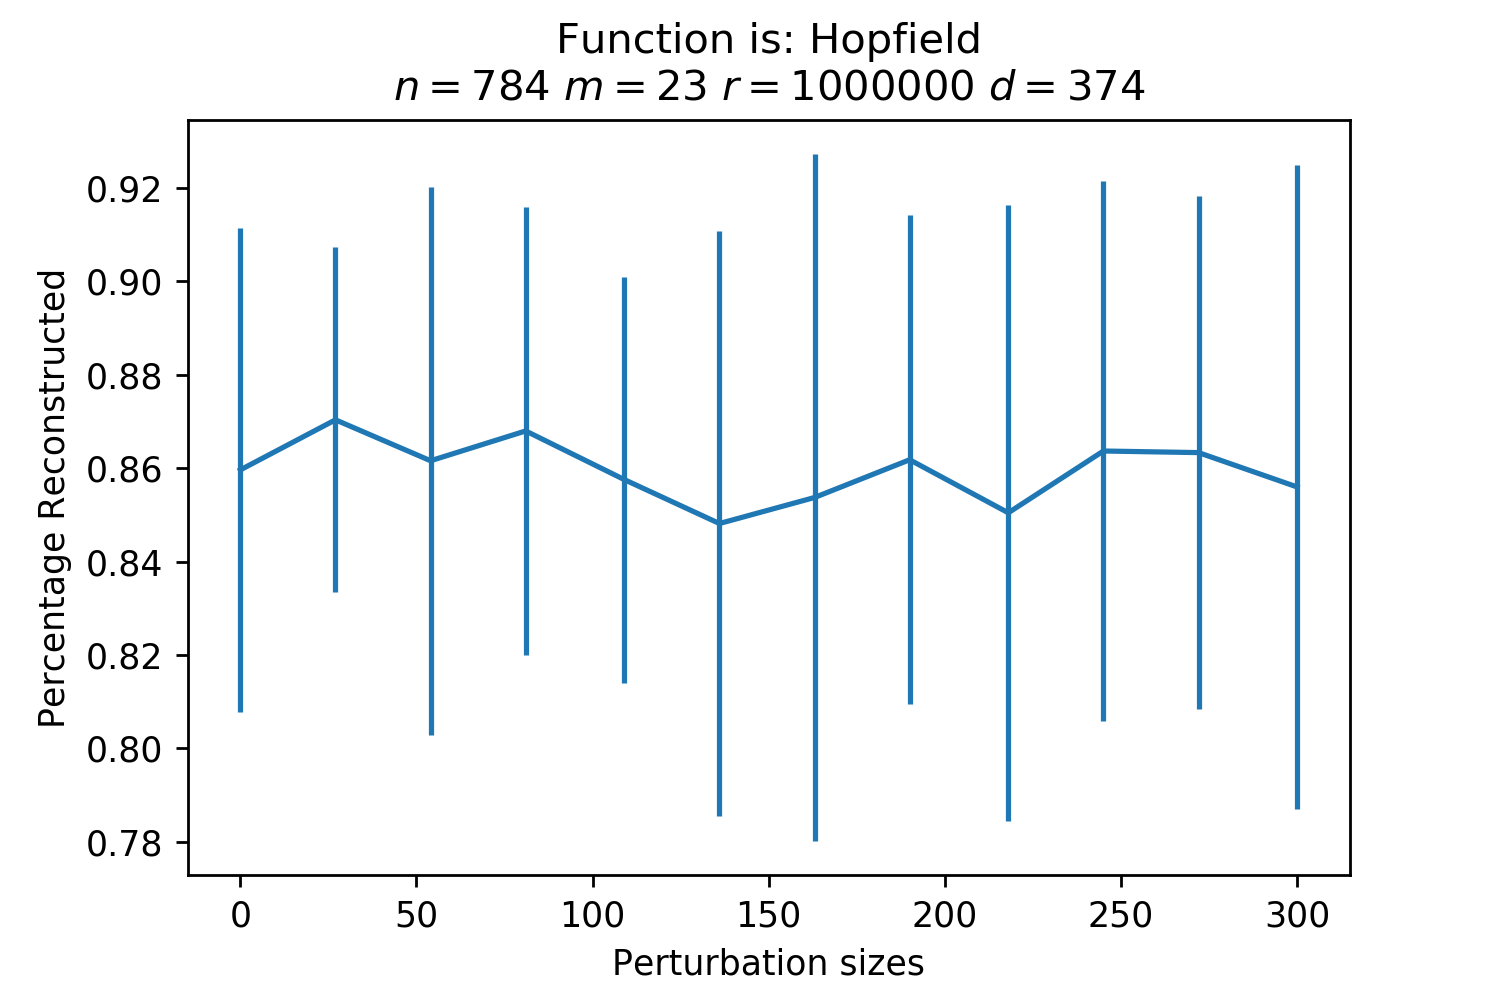 Function is: Hopfield
n = 784 m = 23 r = 1000000 d = 374
Percentage Reconstructed
0.92
0.90
0.88
0.86
0.84
0.82
0.80
0.78
0 50 100 150 200 250 300
Perturbation sizes